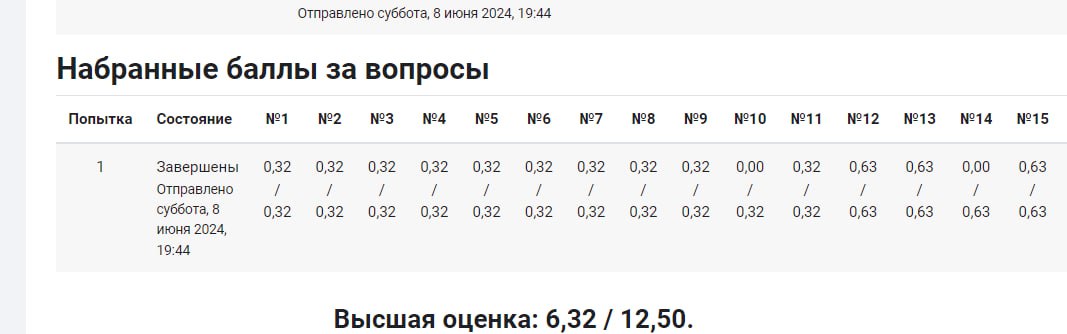 Отправлено суббота, 8 июня 2024, 19:44
Набранные баллы за вопросы
Попытка Состояние №1 №2 №3 №4 №5 №6 №7 №8 №9 №10 №11 №12 №13 №14 №15
1 Завершены 0,32 0,32 0,32 0,32 0,32 0,32 0,32 0,32 0,32 0,00 0,32 0,63 0,63 0,00 0,63
Отправлено / / / / / / / / / / / / / / /
суббота, 8 0,32 0,32 0,32 0,32 0,32 0,32 0,32 0,32 0,32 0,32 0,32 0,63 0,63 0,63 0,63
июня 2024,
19:44
Высшая оценка: 6,32 / 12,50.